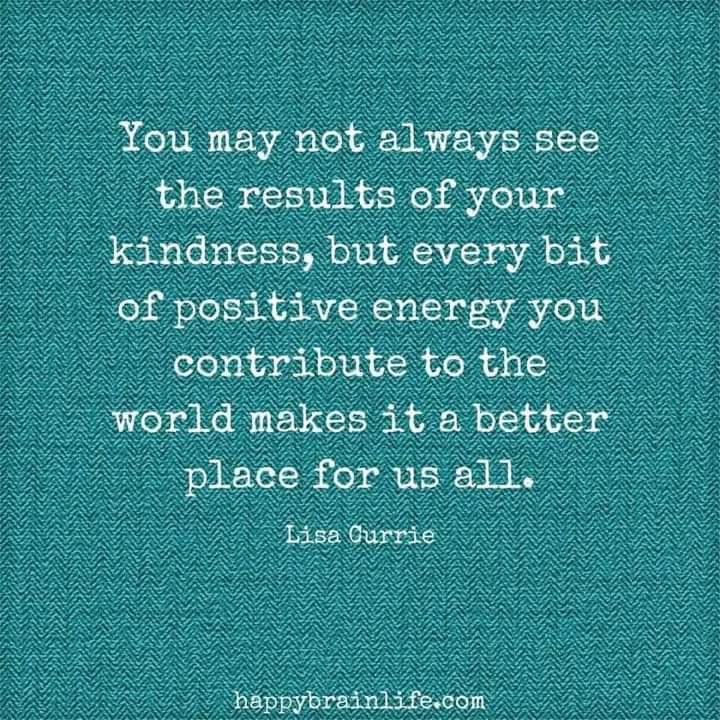 You may not always see
the results of your
kindness, but every bit
of positive energy you
contribute to the
world makes it a better
place for us all.
Lisa Currie
happybrainlife.com